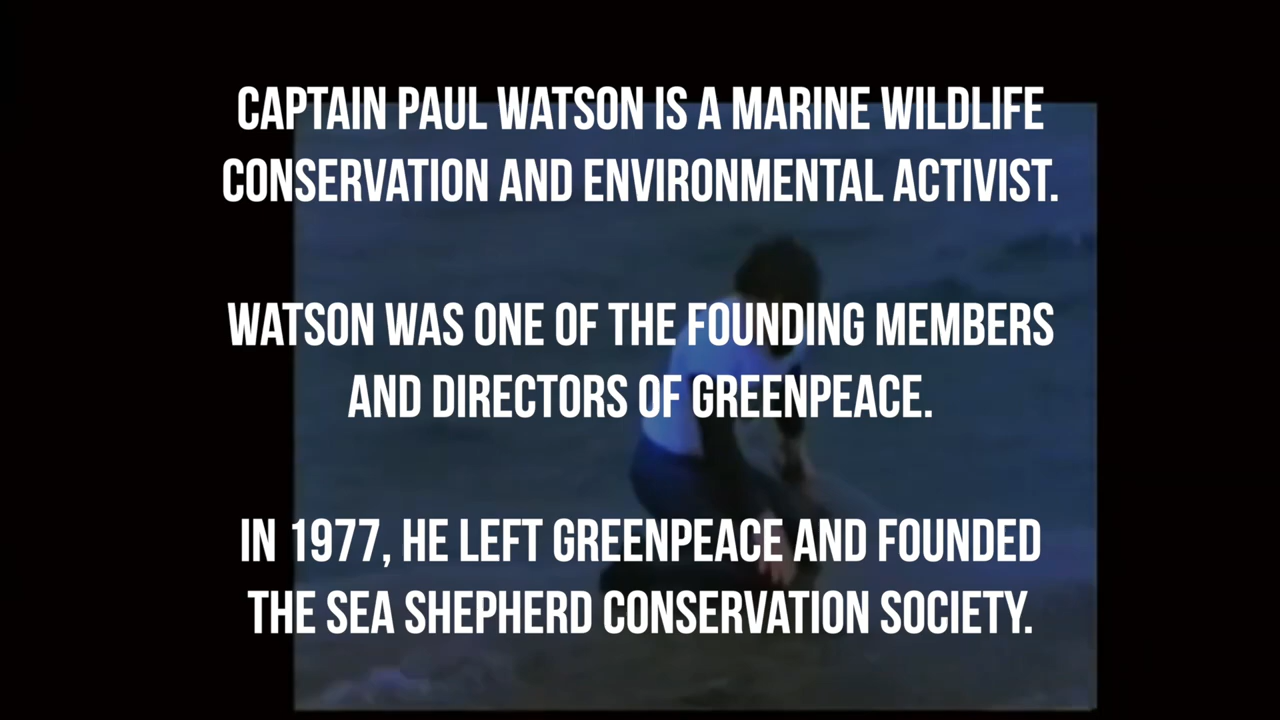 CAPTAIN PAUL WATSON IS A MARINE WILDLIFE
CONSERVATION AND ENVIRONMENTAL ACTIVIST.
WATSON WAS ONE OF THE FOUNDING MEMBERS
AND DIRECTORS OF GREENPEACE.
IN 1977, HE LEFT GREENPEACE AND FOUNDED
THE SEA SHEPHERD CONSERVATION SOCIETY.